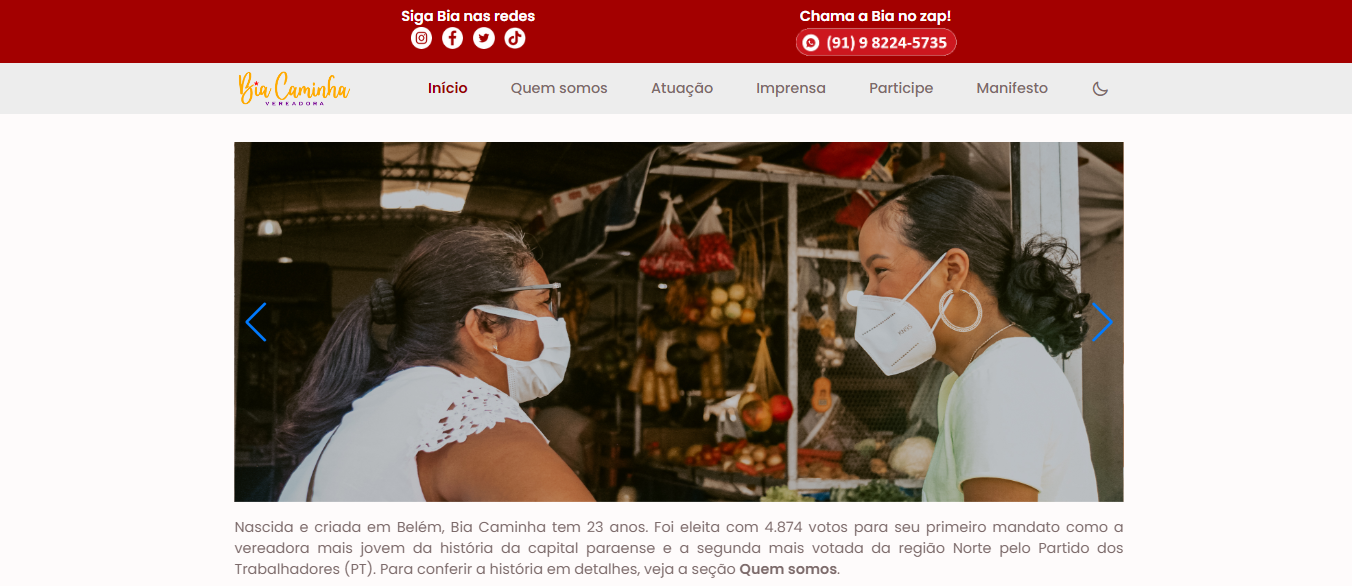 Siga Bia nas redes
Chama a Bia no zap!
(91) 9 8224-5735
Bia Caminha
VEREADORA
Início
Quem somos
Atuação
Imprensa
Participe
Manifesto
Nascida e criada em Belém, Bia Caminha tem 23 anos. Foi eleita com 4.874 votos para seu primeiro mandato como a
vereadora mais jovem da história da capital paraense e a segunda mais votada da região Norte pelo Partido dos
Trabalhadores (PT). Para conferir a história em detalhes, veja a seção Quem somos.